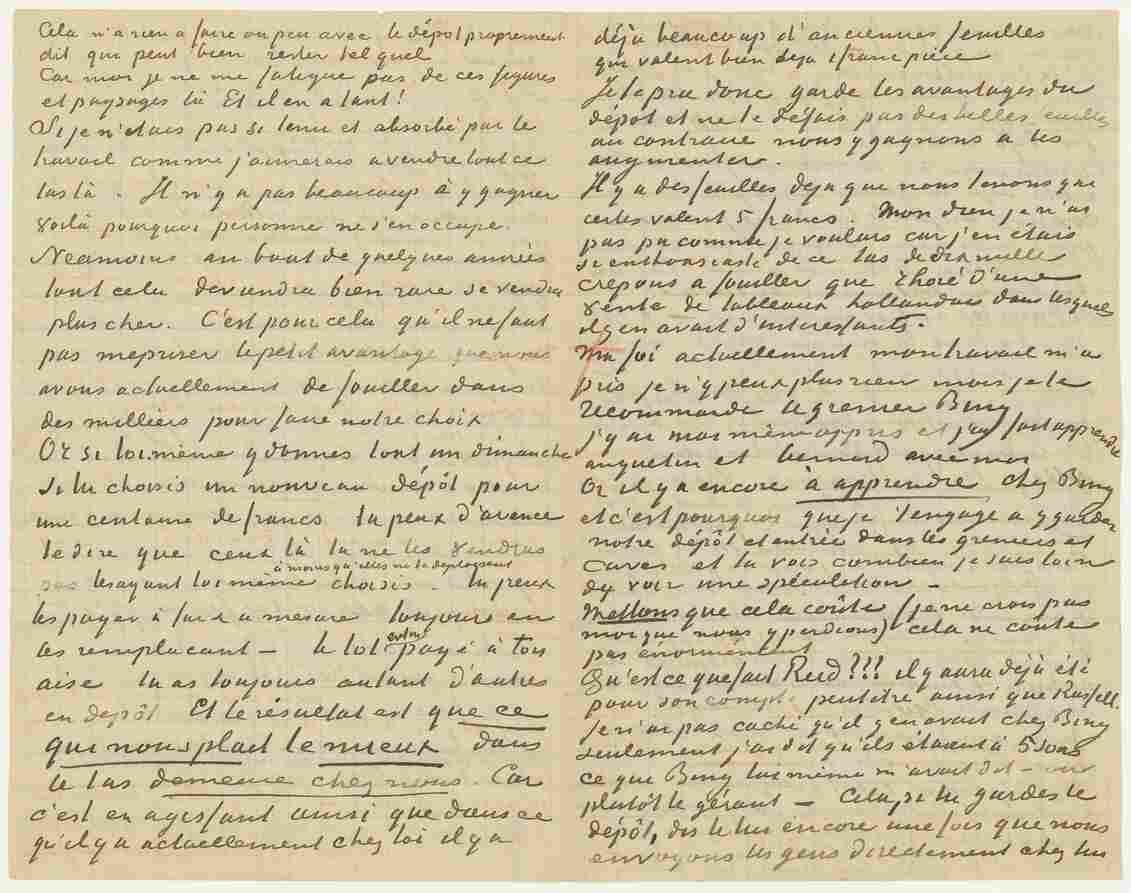 Cela n'a rien a faire ou peu avec le dépot proprement
dit qui peut bien rester tel quel
Car moi je ne me fatigue pas de ces figures
et paysages là Et il en a tant!
Si je n'etais pas si tenu et absorbé par le
travail comme j'aimerais a vendre tout ce
tas là. Il n'y a pas beaucoup à y gagner
voilà pourquoi personne ne s'en occupe.
Neamoins au bout de quelques années
tout cela deviendra bien rare se vendra
plus cher. C'est pour cela qu'il ne faut
pas mepriser le petit avantage que nous
avons actuellement de fouiller dans
des milliers pour faire notre choix
Or si toi même y donnes tout un dimanche
si tu choisis un nouveau dépôt pour
une centaine de francs tu peux d'avance
te dire que ceux là tu ne les vendras
à moins qu'elles ne te deplaisent
pas les ayant toi même choisis. tu peux
les payer à fur & a mesure toujours en
les remplacant – le tot enfin payé à ton
aise tu as toujours autant d'autres
en dépôt Et le résultat est que ce
qui nous plait le mieux dans
le tas demeure chez nous. Car
c'est en agissant ainsi que dans ce
qu'il y a actuellement chez toi il y a
déjà beaucoup d'anciennes feuilles
qui valent bien deja 1 franc pièce
Je te prie donc garde les avantages du
dépôt et ne te défais pas des belles feuilles
au contraire nous y gagnons a les
augmenter.
Il y a des feuilles deja que nous tenons qui
certes valent 5 francs. Mon dieu je n'ai
pas pu comme je voulais car j'en étais
si enthousiaste de ce tas de dix mille
crepons a fouiller que Thoré d'une
vente de tableaux hollandais dans lesquels
il y en avait d'interessants.
Ma foi actuellement mon travail m'a
pris je n'y peux plus rien mais je te
recommande le grenier Bing
j'y ai moi même appris et j'ai fait apprendre
anquetin et bernard avec moi
Or il y a encore à apprendre chez Bing
et c'est pourquoi que je t'engage a y garder
notre dépôt et entrée dans les greniers et
caves et tu vois combien je suis loin
d'y voir une spéculation –
Mettons que cela coûte (je ne crois pas
moi que nous y perdions) cela ne coûte
pas enormement
Qu'est ce que fait Reid??? il y aura déjà été
pour son compte peutetre ainsi que Russell.
Je n'ai pas caché qu'il y en avait chez Bing
seulement j'ai dit qu'ils étaient à 5 sous
ce que Bing lui même m'avait dit – ou
plutôt le gérant – Cela si tu gardes le
dépôt, dis le lui encore une fois que nous
envoyons les gens directement chez lui